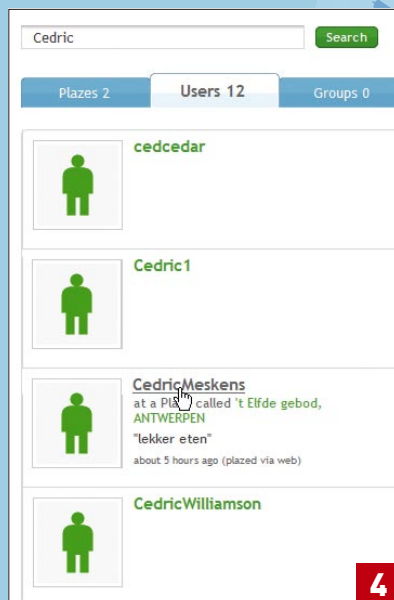 Cedric Search
Plazes 2 Users 12 Groups 0
cedcedar
Cedric1
CedricMeskens
at a Plaze called 't Elfde gebod,
ANTWERPEN
"lekker eten"
about 5 hours ago (plazed via web)
CedricWilliamson
4